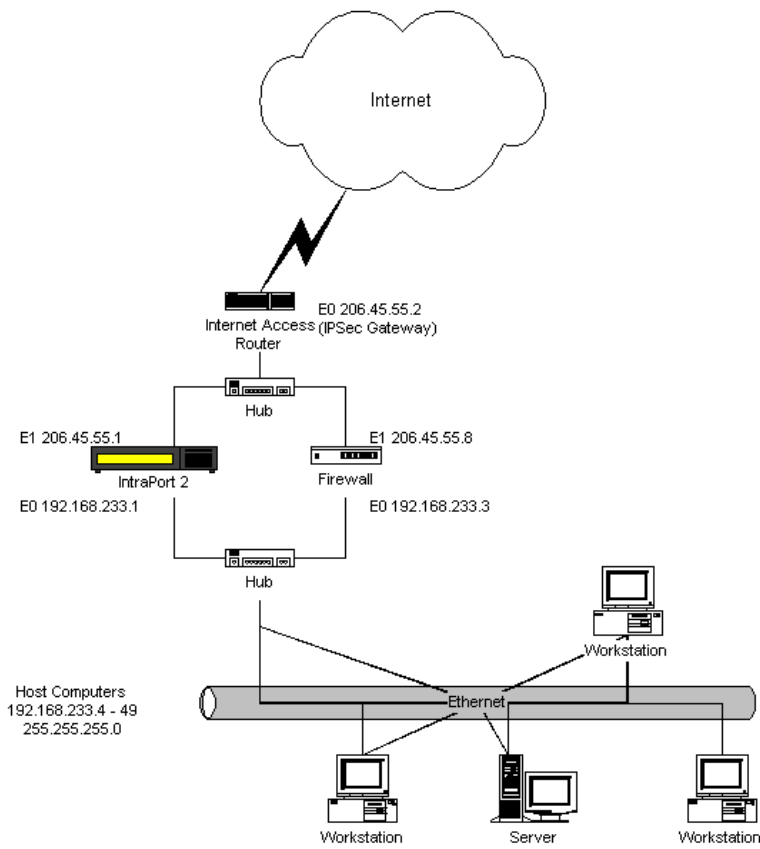 Internet
E0 206.45.55.2
(IPSec Gateway)
Internet Access
Router
Hub
E1 206.45.55.1
E1 206.45.55.8
IntraPort 2
Firewall
E0 192.168.233.1
E0 192.168.233.3
Hub
Workstation
Host Computers
192.168.233.4 - 49
255.255.255.0
Ethernet
Workstation
Server
Workstation